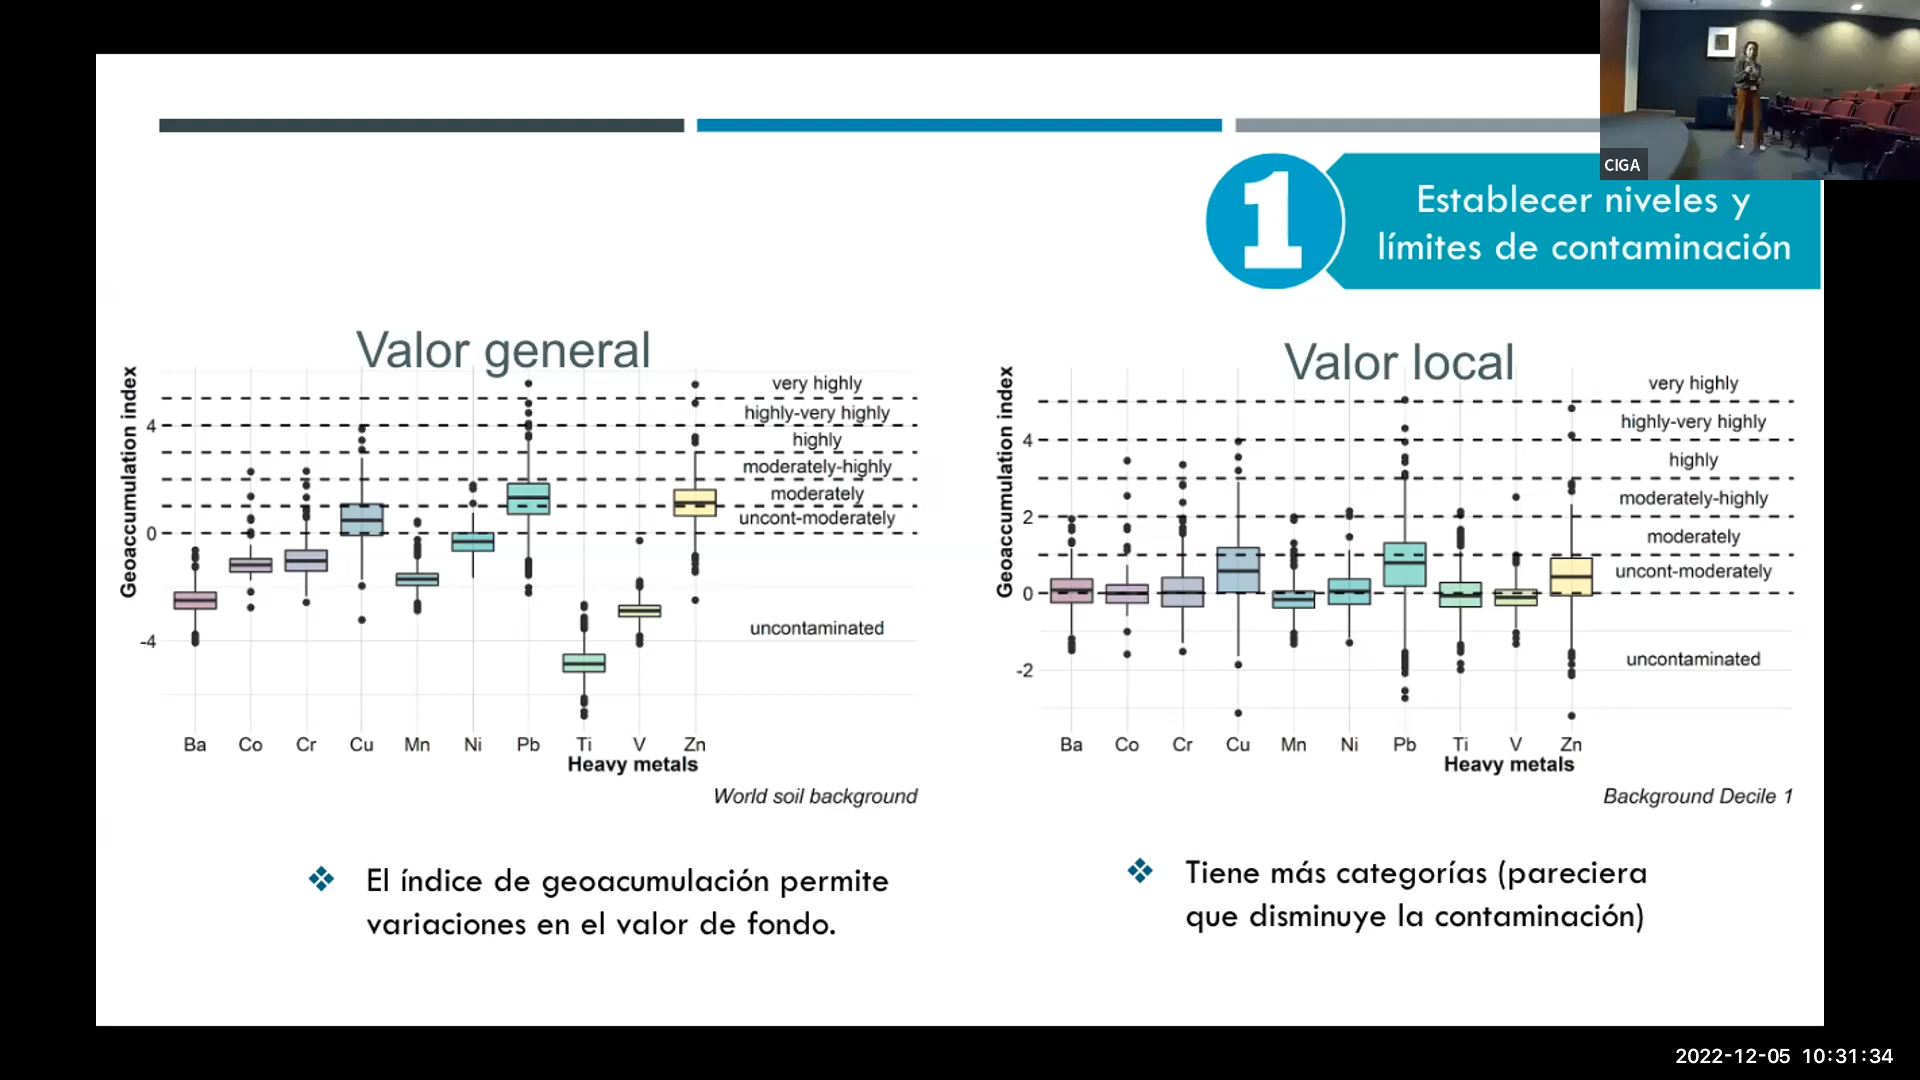 CIGA
1
Establecer niveles y
límites de contaminación
Valor general
Geoaccumulation index
4
0
-4
very highly
highly-very highly
highly
moderately-highly
moderately
uncont-moderately
uncontaminated
Ba Co Cr Cu Mn Ni Pb Ti V Zn
Heavy metals
World soil background
Valor local
Geoaccumulation index
4
2
0
-2
very highly
highly-very highly
highly
moderately-highly
moderately
uncont-moderately
uncontaminated
Ba Co Cr Cu Mn Ni Pb Ti V Zn
Heavy metals
Background Decile 1
El índice de geoacumulación permite
variaciones en el valor de fondo.
Tiene más categorías (pareciera
que disminuye la contaminación)
2022-12-05 10:31:34